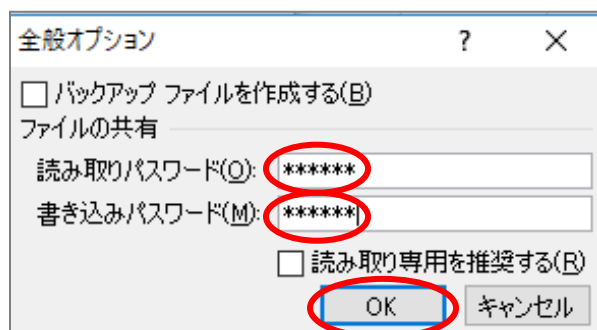 全般オプション ? ×
バックアップ ファイルを作成する(B)
ファイルの共有
読み取りパスワード(O): ******
書き込みパスワード(M): ******
読み取り専用を推奨する(R)
OK キャンセル